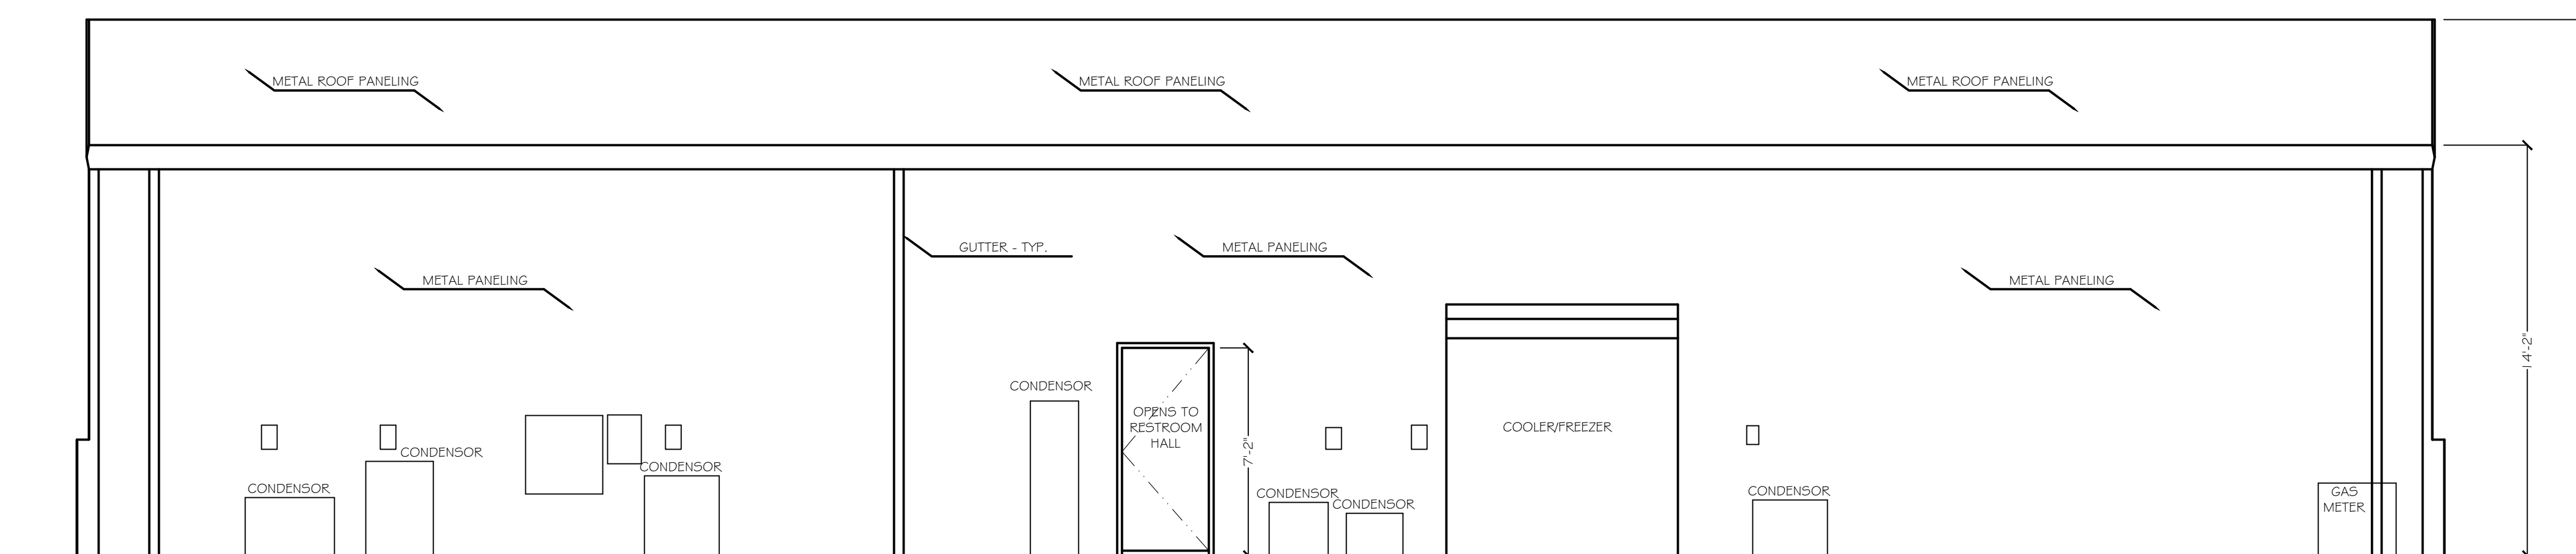 METAL ROOF PANELING
METAL ROOF PANELING
METAL ROOF PANELING
GUTTER - TYP.
METAL PANELING
METAL PANELING
METAL PANELING
14'-2"
CONDENSOR
OPENS TO
RESTROOM
HALL
7'-2"
COOLER/FREEZER
CONDENSOR
CONDENSOR
CONDENSOR
CONDENSOR
CONDENSOR
CONDENSOR
GAS
METER